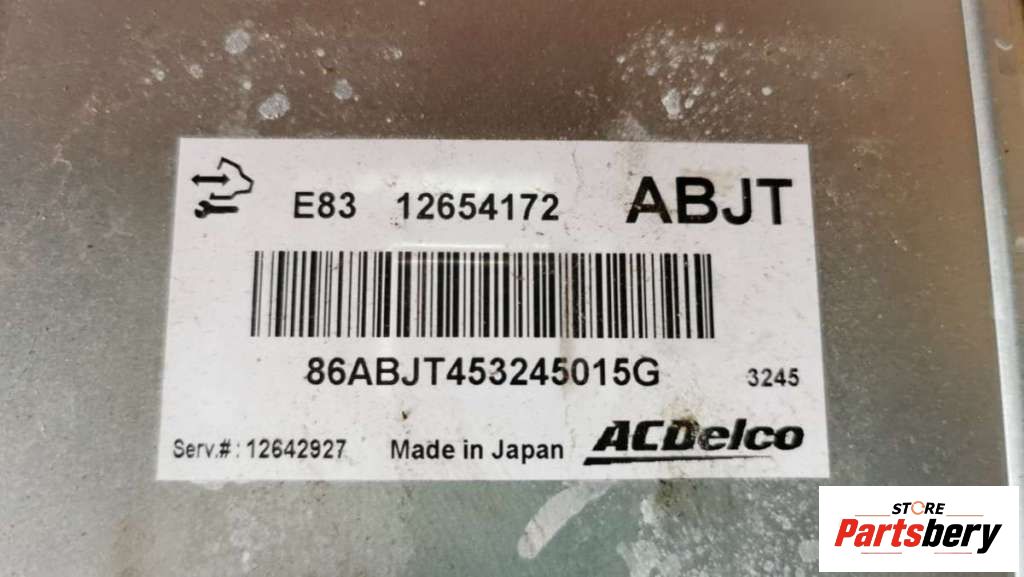 E83 12654172 ABJT
86ABJT453245015G 3245
Serv.#: 12642927 Made in Japan ACDelco
STORE
Partsbery